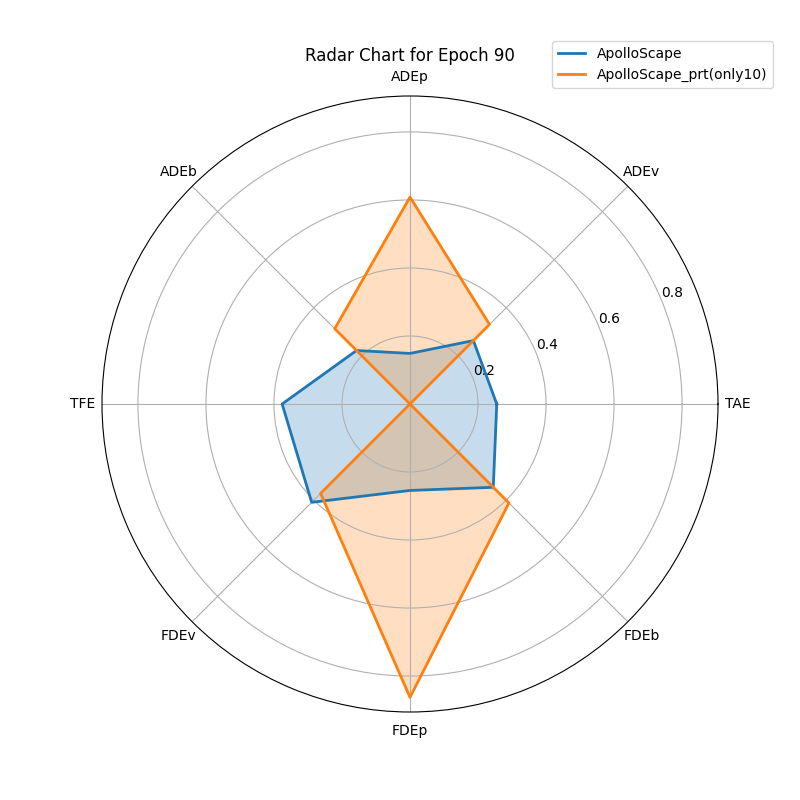 Radar Chart for Epoch 90
ApolloScape
ApolloScape_prt(only10)
ADEp
ADEb
ADEv
0.8
0.6
0.4
0.2
TFE
TAE
FDEv
FDEb
FDEp